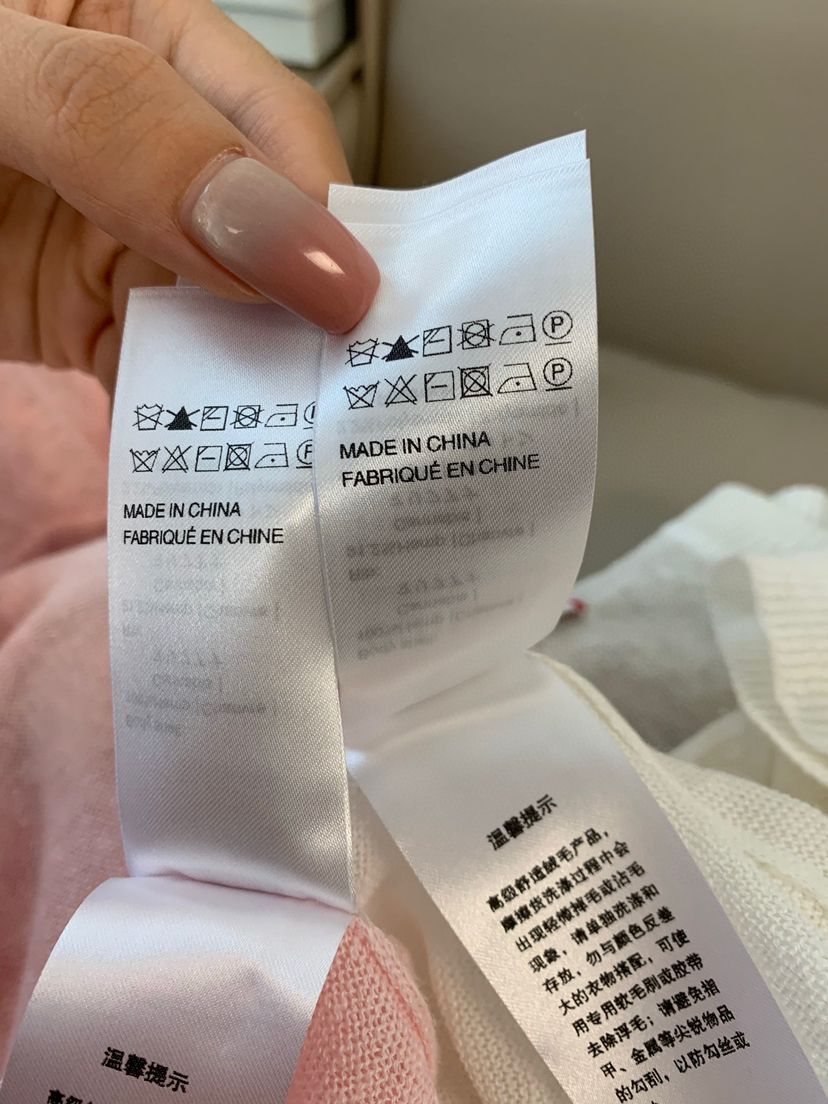 MADE IN CHINA
FABRIQUÉ EN CHINE
P
P
MADE IN CHINA
FABRIQUÉ EN CHINE
温馨提示
高级舒适绒毛产品，
摩擦货洗涤过程中会
出现轻微掉毛或沾毛
现象，请单独洗涤和
存放，勿与颜色反差
大的衣物搭配，可使
用专用软毛刷或胶带
去除浮毛；请避免指
甲、金属等尖锐物品
的勾刮，以防勾丝或
温馨提示
高级